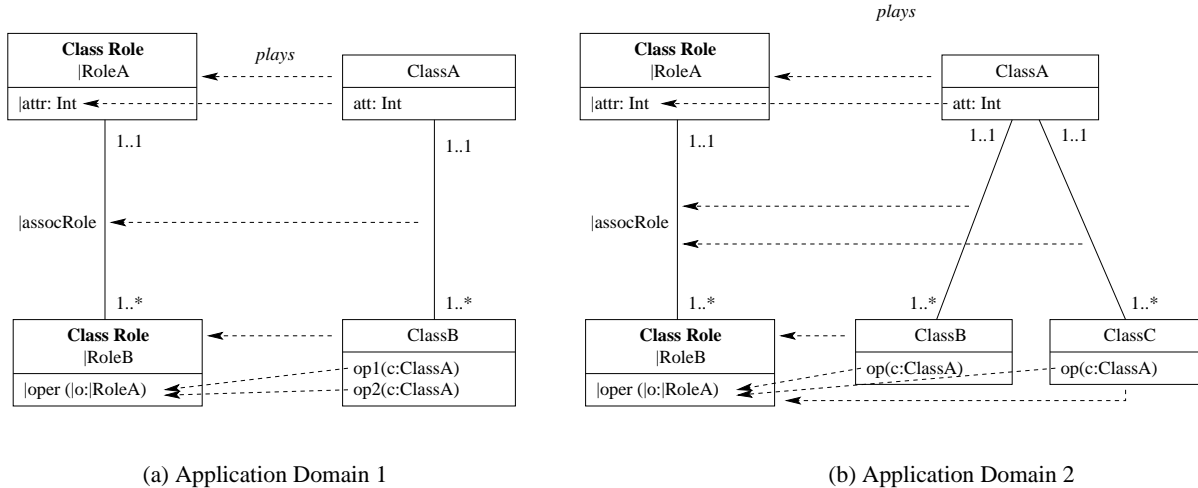 plays
Class Role
|RoleA
|attr: Int
plays
ClassA
att: Int
1..1
1..1
|assocRole
1..*
1..*
Class Role
|RoleB
|oper (|o:|RoleA)
ClassB
op1(c:ClassA)
op2(c:ClassA)
(a) Application Domain 1
Class Role
|RoleA
|attr: Int
ClassA
att: Int
1..1
1..1
1..1
|assocRole
1..*
1..*
1..*
Class Role
|RoleB
|oper (|o:|RoleA)
ClassB
op(c:ClassA)
ClassC
op(c:ClassA)
(b) Application Domain 2